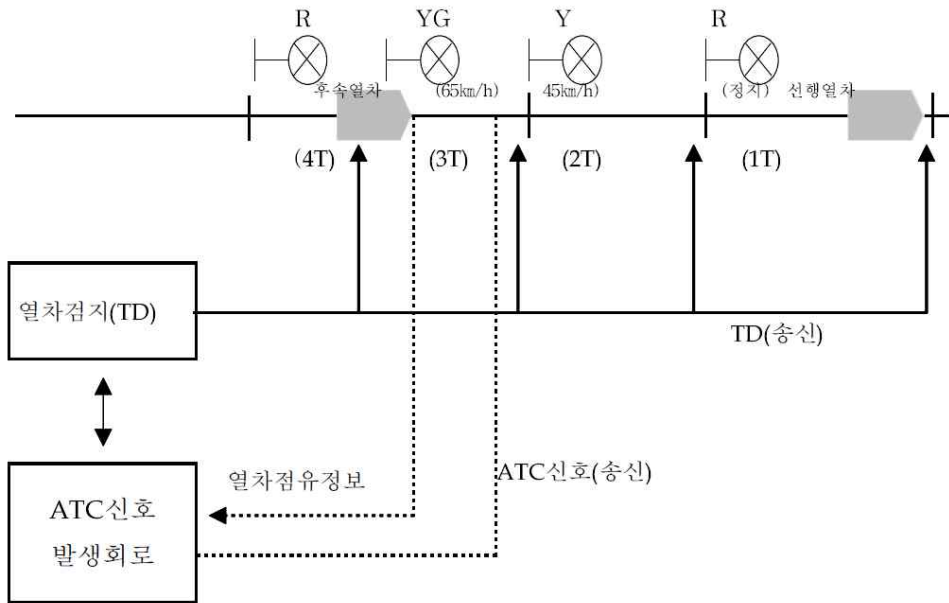 R
YG
Y
R
후속열차
(65km/h)
45km/h)
(정지)
선행열차
(4T)
(3T)
(2T)
(1T)
열차검지(TD)
TD(송신)
열차점유정보
ATC신호(송신)
ATC신호
발생회로